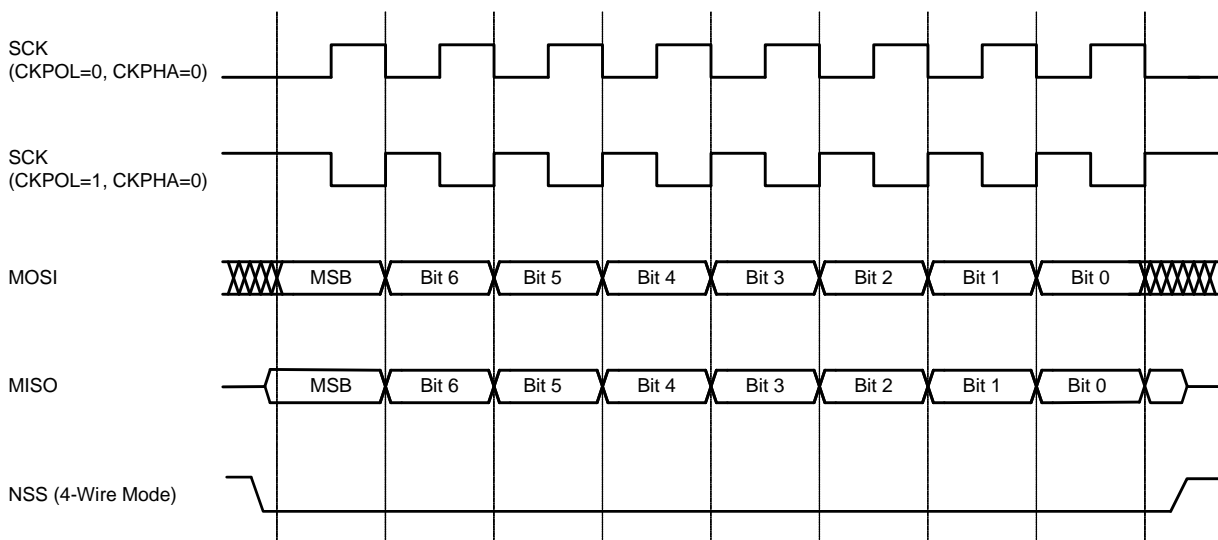 SCK
(CKPOL=0, CKPHA=0)
SCK
(CKPOL=1, CKPHA=0)
MOSI
MSB Bit 6 Bit 5 Bit 4 Bit 3 Bit 2 Bit 1 Bit 0
MISO
MSB Bit 6 Bit 5 Bit 4 Bit 3 Bit 2 Bit 1 Bit 0
NSS (4-Wire Mode)